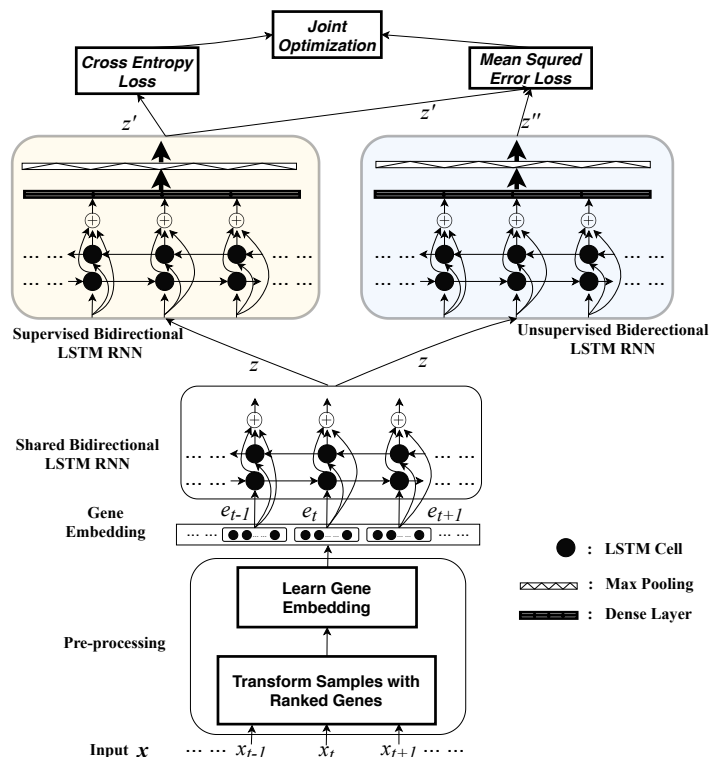 Joint
Optimization
Cross Entropy
Loss
Mean Squred
Error Loss
z'
z'
z''
... ...
... ...
... ...
... ...
... ...
... ...
... ...
... ...
Supervised Bidirectional
LSTM RNN
Unsupervised Biderectional
LSTM RNN
z
z
Shared Bidirectional
LSTM RNN
... ...
... ...
... ...
... ...
Gene
Embedding
e_{t-1}
e_t
e_{t+1}
... ...
... ...
... ...
... ...
... ...
: LSTM Cell
: Max Pooling
: Dense Layer
Learn Gene
Embedding
Pre-processing
Transform Samples with
Ranked Genes
Input x ... ... x_{t-1} x_t x_{t+1} ... ...